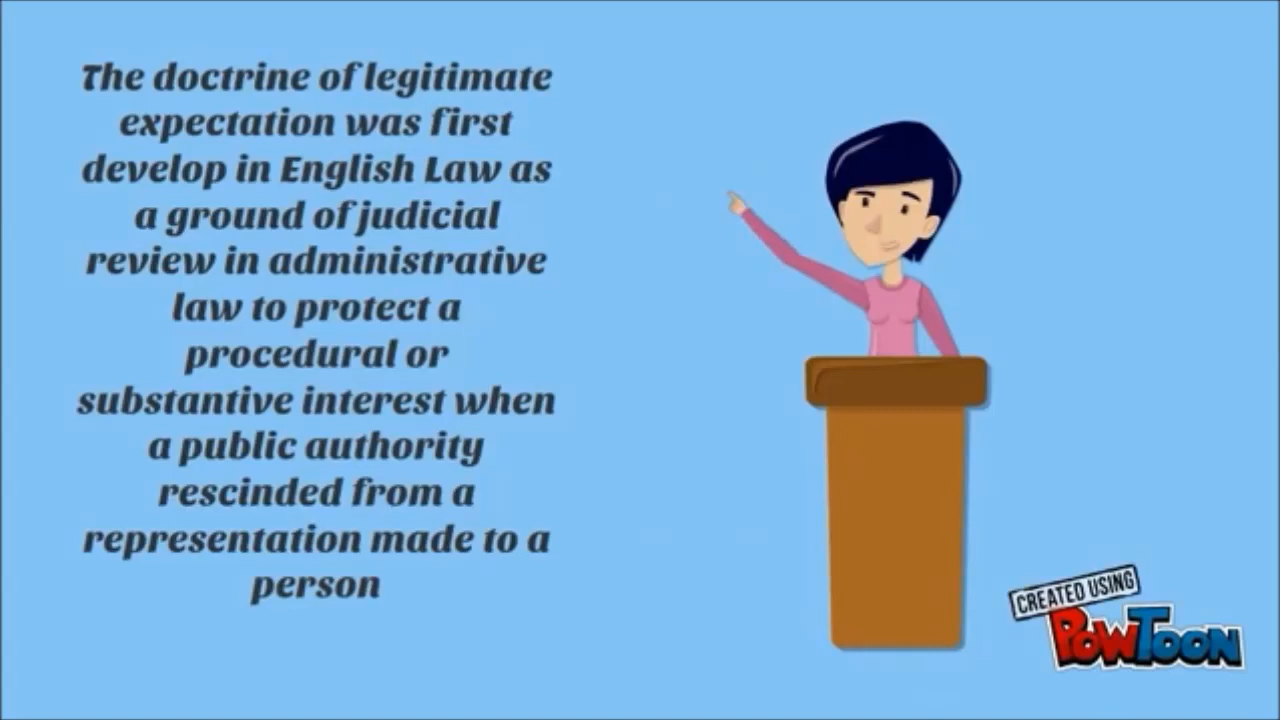 The doctrine of legitimate
expectation was first
develop in English Law as
a ground of judicial
review in administrative
law to protect a
procedural or
substantive interest when
a public authority
rescinded from a
representation made to a
person
CREATED USING
POWTOON